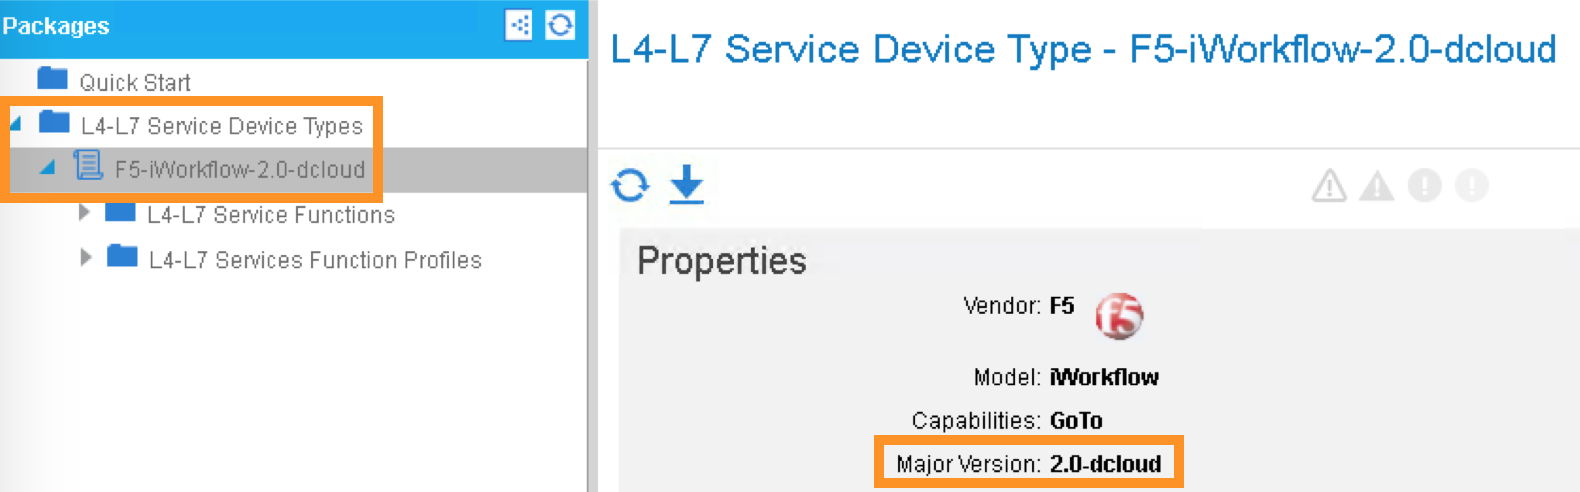 Packages
Quick Start
L4-L7 Service Device Types
F5-iWorkflow-2.0-dcloud
L4-L7 Service Functions
L4-L7 Services Function Profiles
L4-L7 Service Device Type - F5-iWorkflow-2.0-dcloud
Properties
Vendor: F5
f5
Model: iWorkflow
Capabilities: GoTo
Major Version: 2.0-dcloud